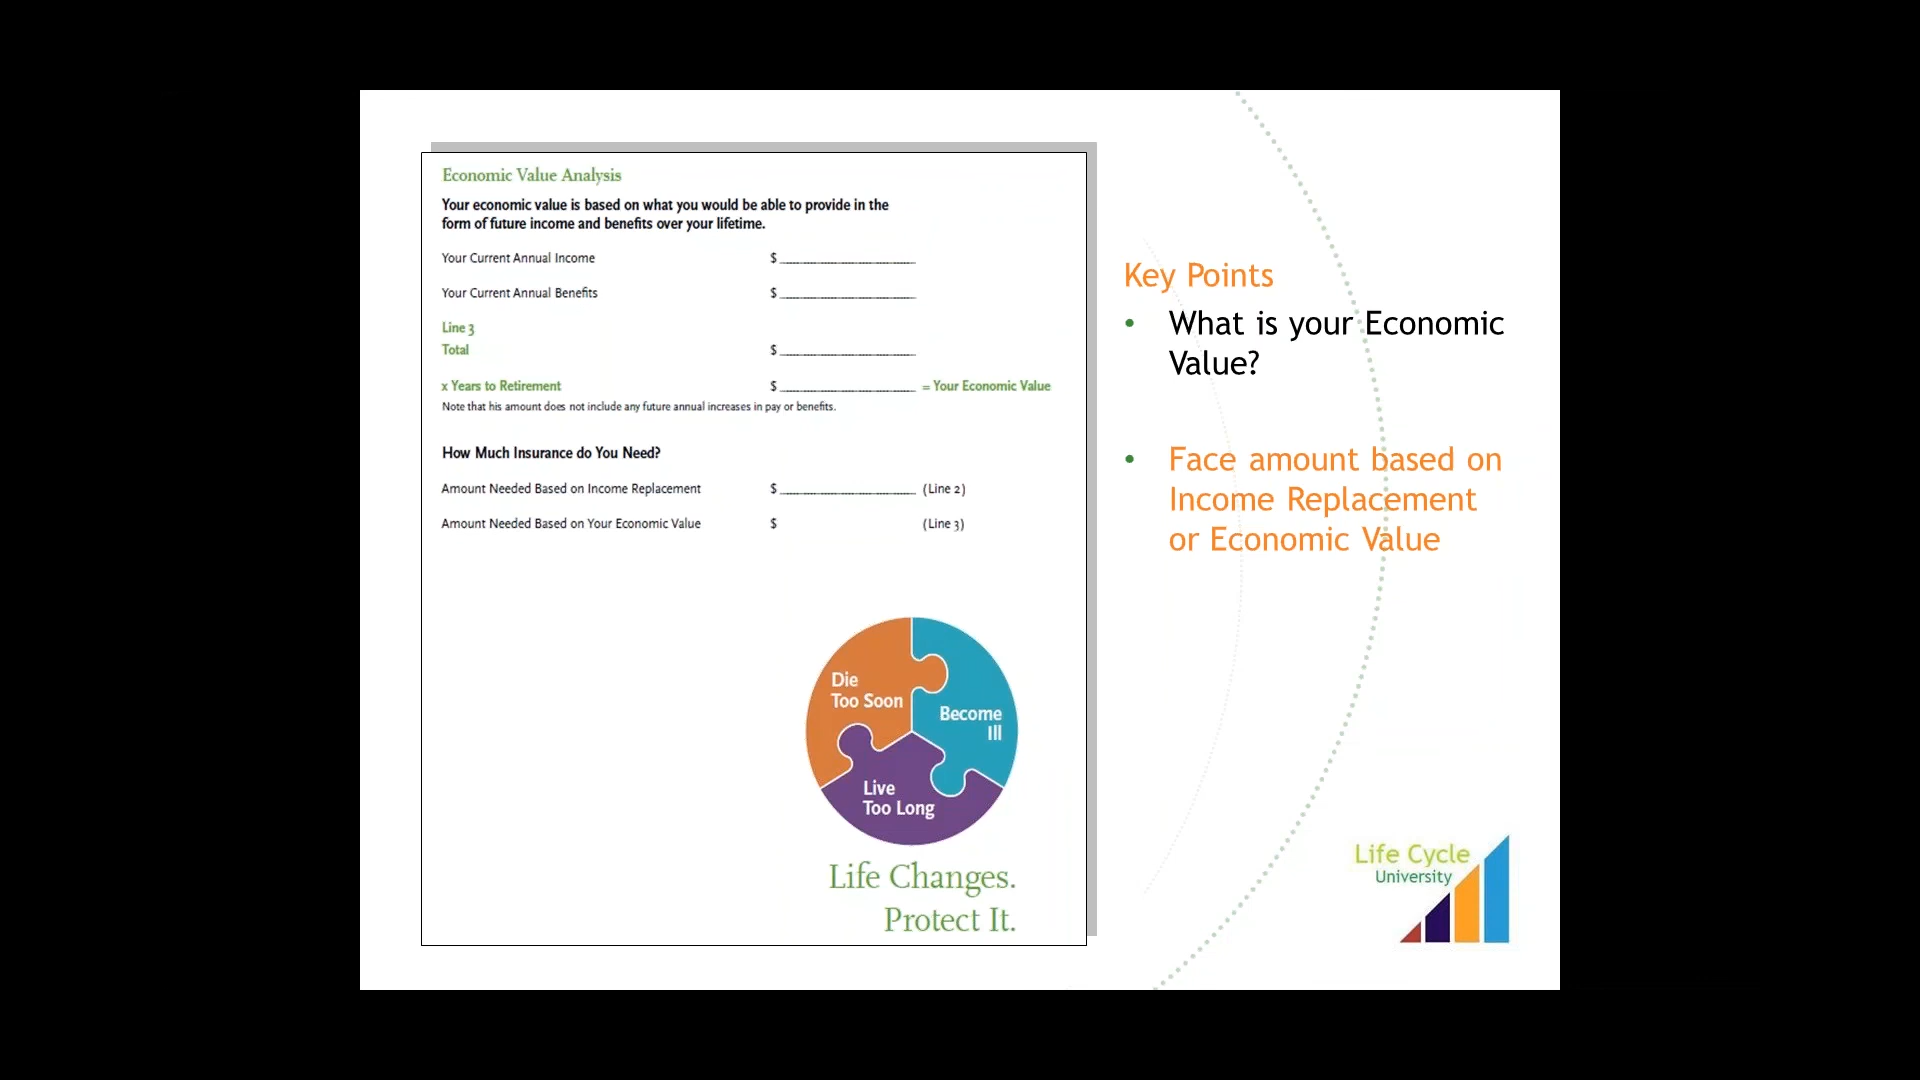 Economic Value Analysis
Your economic value is based on what you would be able to provide in the
form of future income and benefits over your lifetime.
Your Current Annual Income $
Your Current Annual Benefits $
Line 3
Total $
x Years to Retirement $ = Your Economic Value
Note that his amount does not include any future annual increases in pay or benefits.
How Much Insurance do You Need?
Amount Needed Based on Income Replacement $ (Line 2)
Amount Needed Based on Your Economic Value $ (Line 3)
Die
Too Soon
Become
Ill
Live
Too Long
Life Changes.
Protect It.
Key Points
• What is your Economic
Value?
• Face amount based on
Income Replacement
or Economic Value
Life Cycle
University